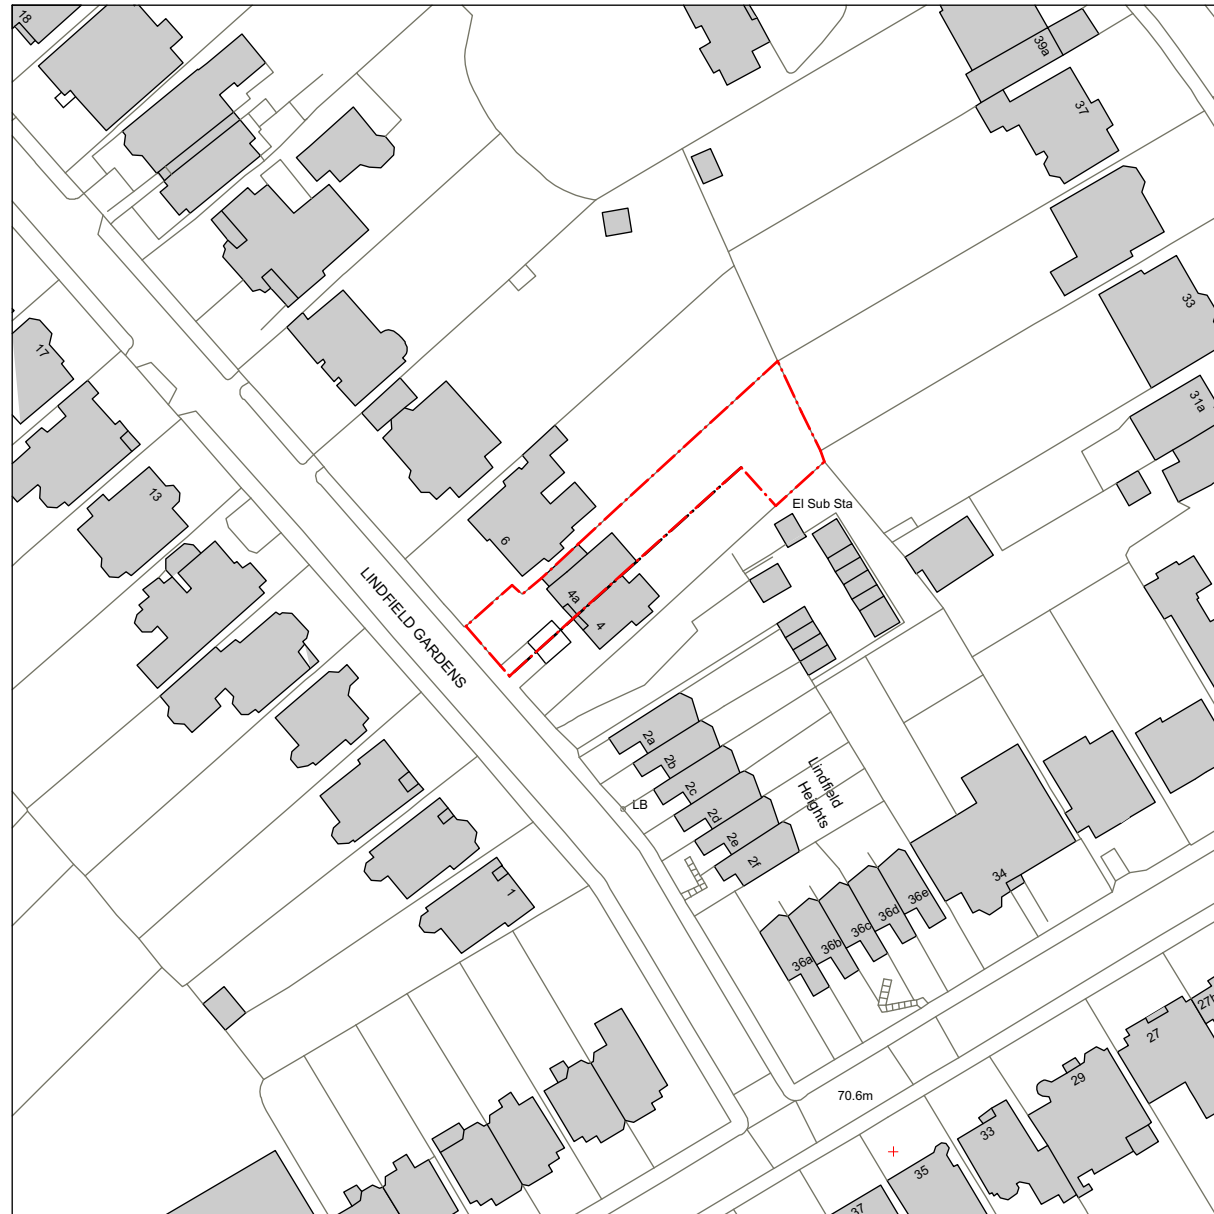 18
39a
37
33
17
31a
13
El Sub Sta
6
4a
4
LINDFIELD GARDENS
2a
2b
2c
2d
2e
2f
LB
Lindfield
Heights
1
34
36a
36b
36c
36d
36e
70.6m
27
27b
29
33
35
37